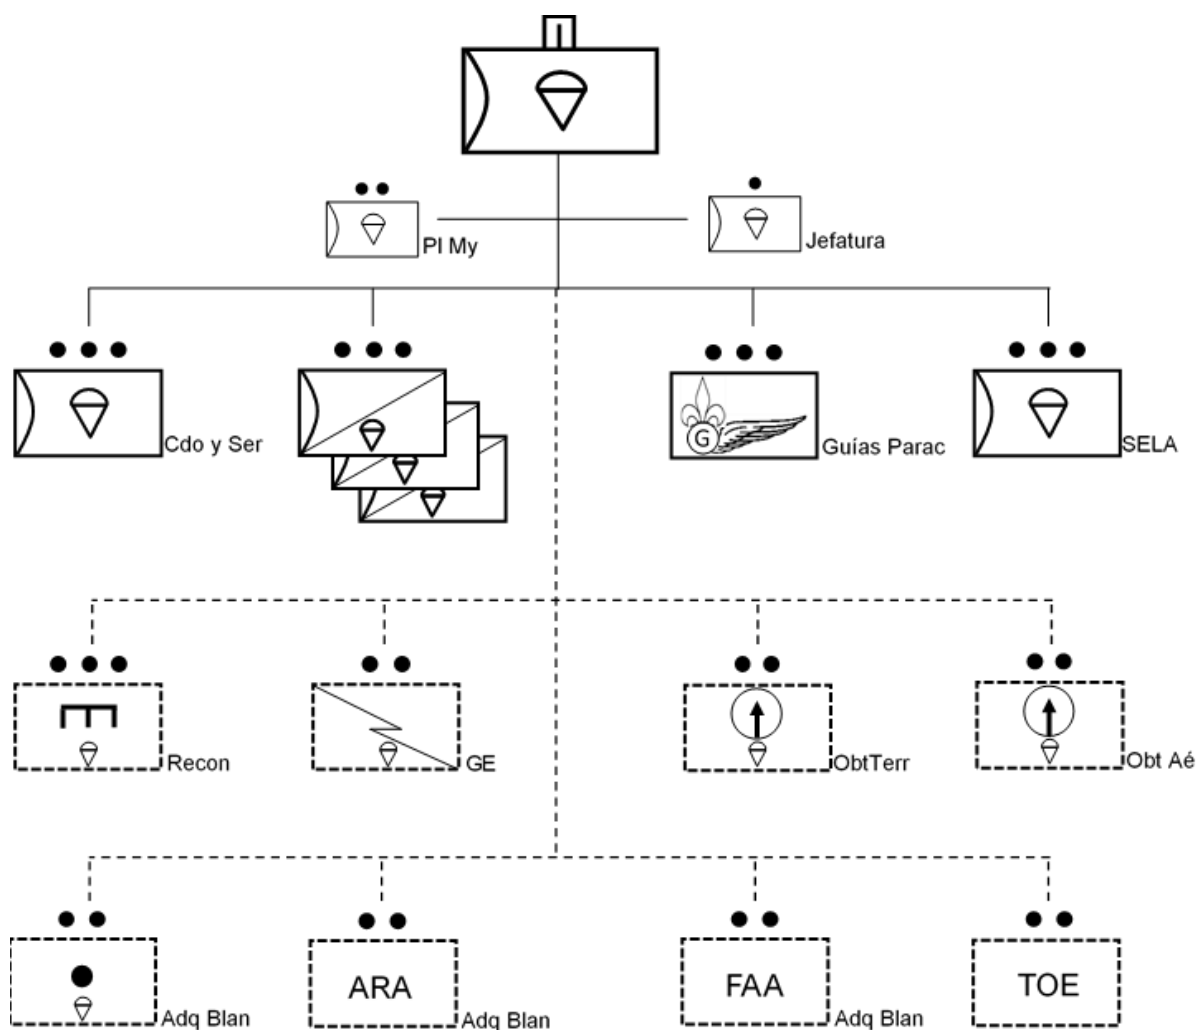 Pl My
Jefatura
Cdo y Ser
G
Guías Parac
SELA
Recon
GE
ObtTerr
Obt Aé
Adq Blan
ARA
Adq Blan
FAA
Adq Blan
TOE